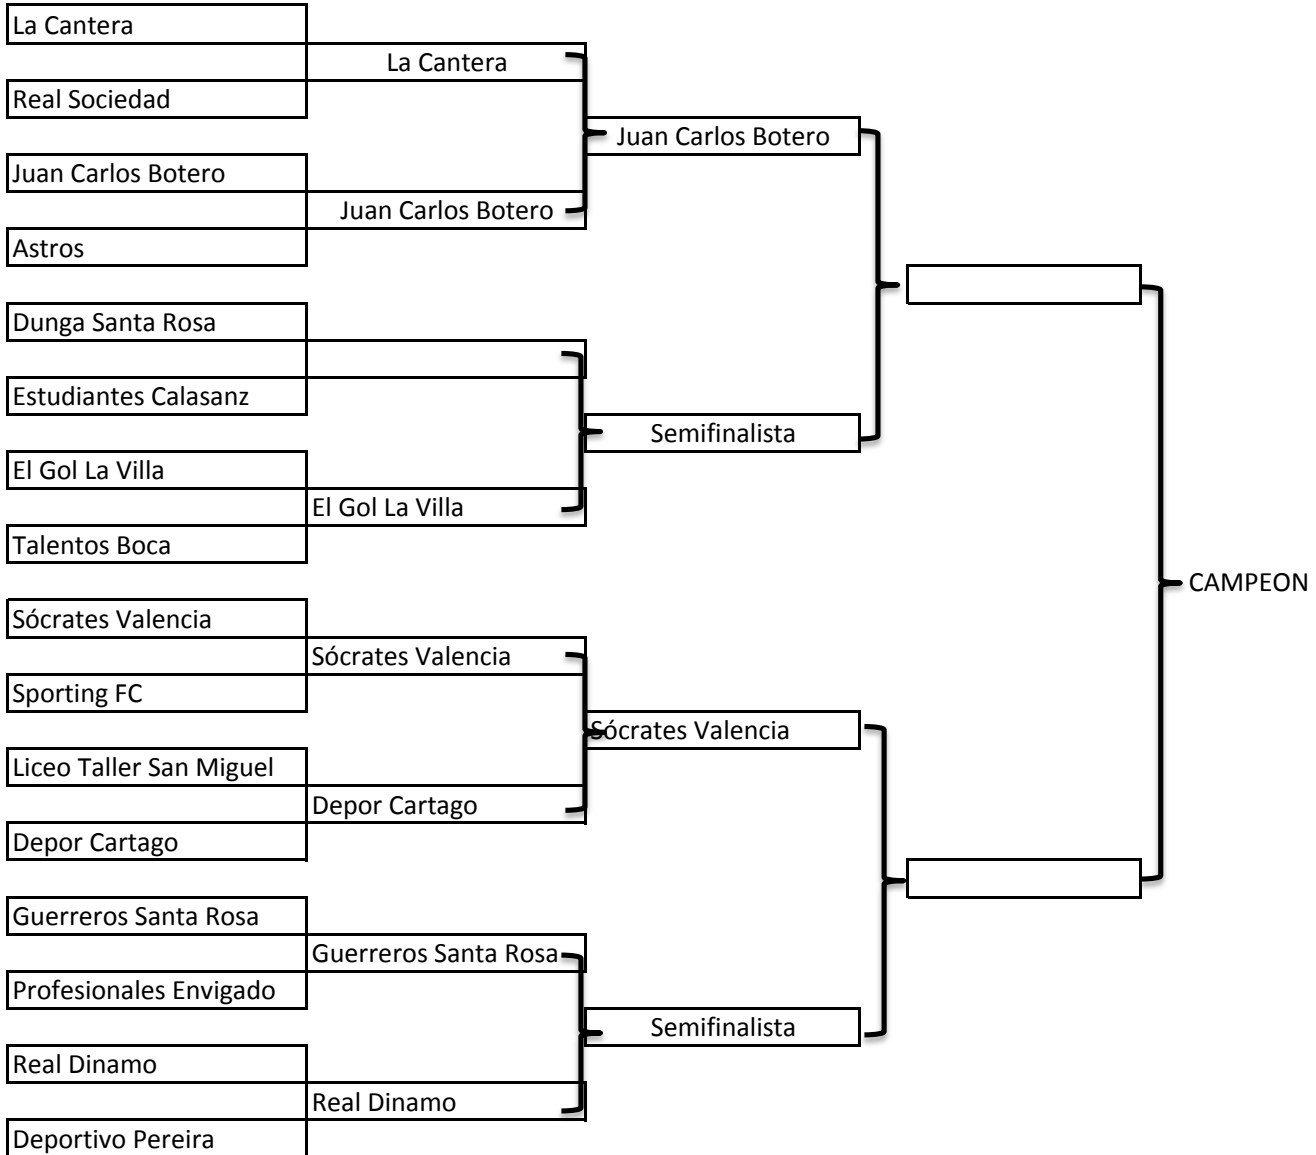 La Cantera
La Cantera
Real Sociedad
Juan Carlos Botero
Juan Carlos Botero
Juan Carlos Botero
Astros
Dunga Santa Rosa
Estudiantes Calasanz
Semifinalista
El Gol La Villa
El Gol La Villa
Talentos Boca
CAMPEON
Sócrates Valencia
Sócrates Valencia
Sporting FC
Sócrates Valencia
Liceo Taller San Miguel
Depor Cartago
Depor Cartago
Guerreros Santa Rosa
Guerreros Santa Rosa
Profesionales Envigado
Semifinalista
Real Dinamo
Real Dinamo
Deportivo Pereira